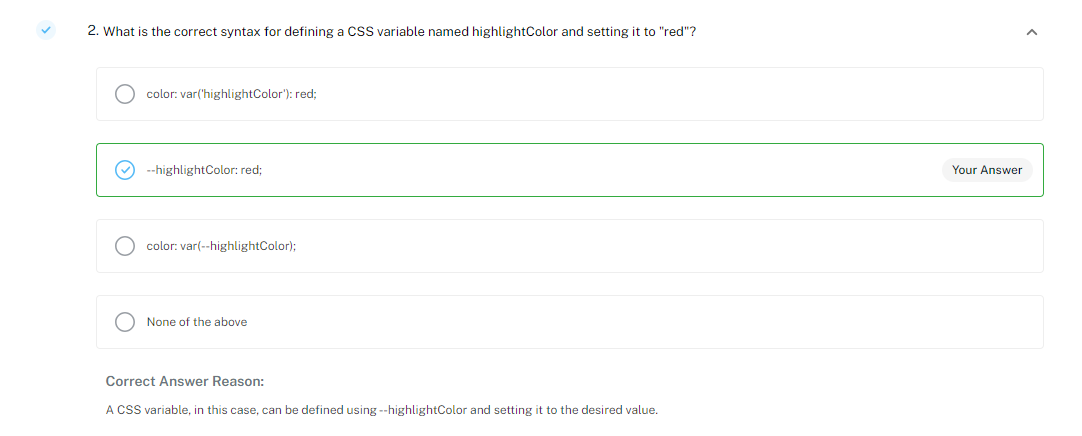 2. What is the correct syntax for defining a CSS variable named highlightColor and setting it to "red"?
color: var('highlightColor'): red;
--highlightColor: red;
Your Answer
color: var(--highlightColor);
None of the above
Correct Answer Reason:
A CSS variable, in this case, can be defined using --highlightColor and setting it to the desired value.